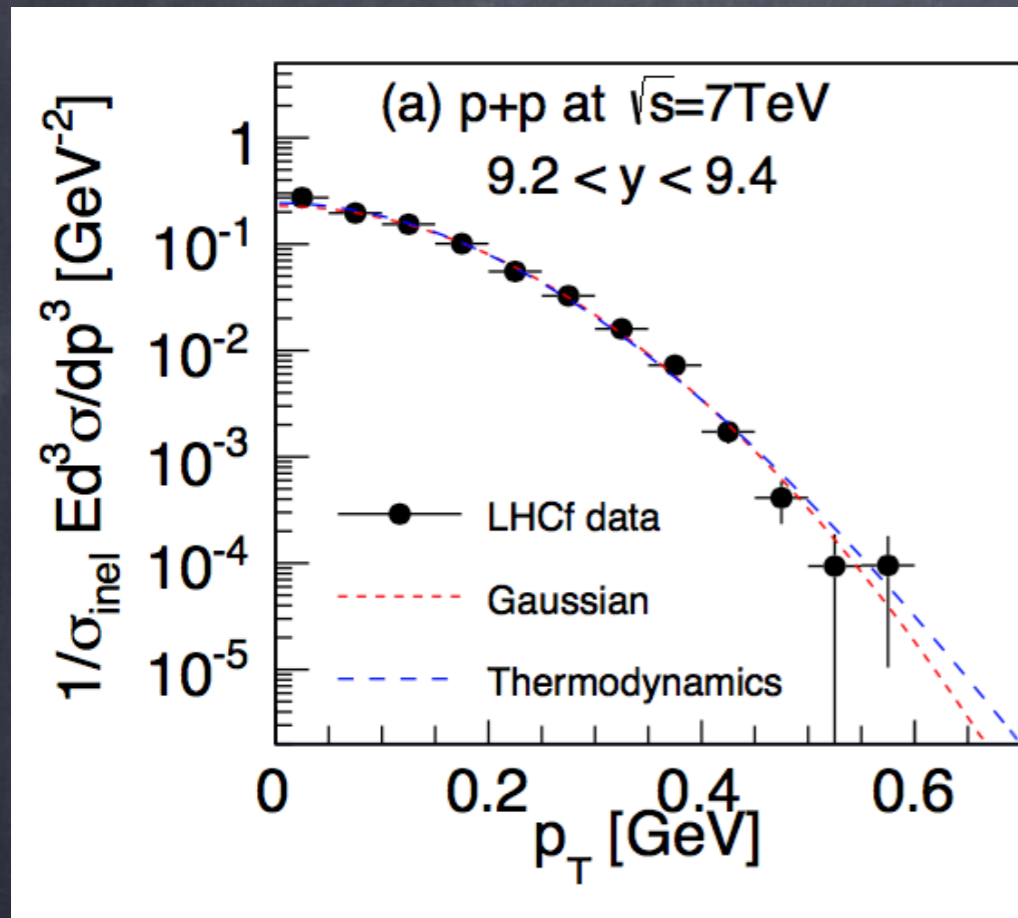 (a) p+p at √s=7TeV
9.2 < y < 9.4
1/σinel Ed³σ/dp³ [GeV⁻²]
1
10⁻¹
10⁻²
10⁻³
10⁻⁴
10⁻⁵
LHCf data
Gaussian
Thermodynamics
0 0.2 0.4 0.6
pT [GeV]